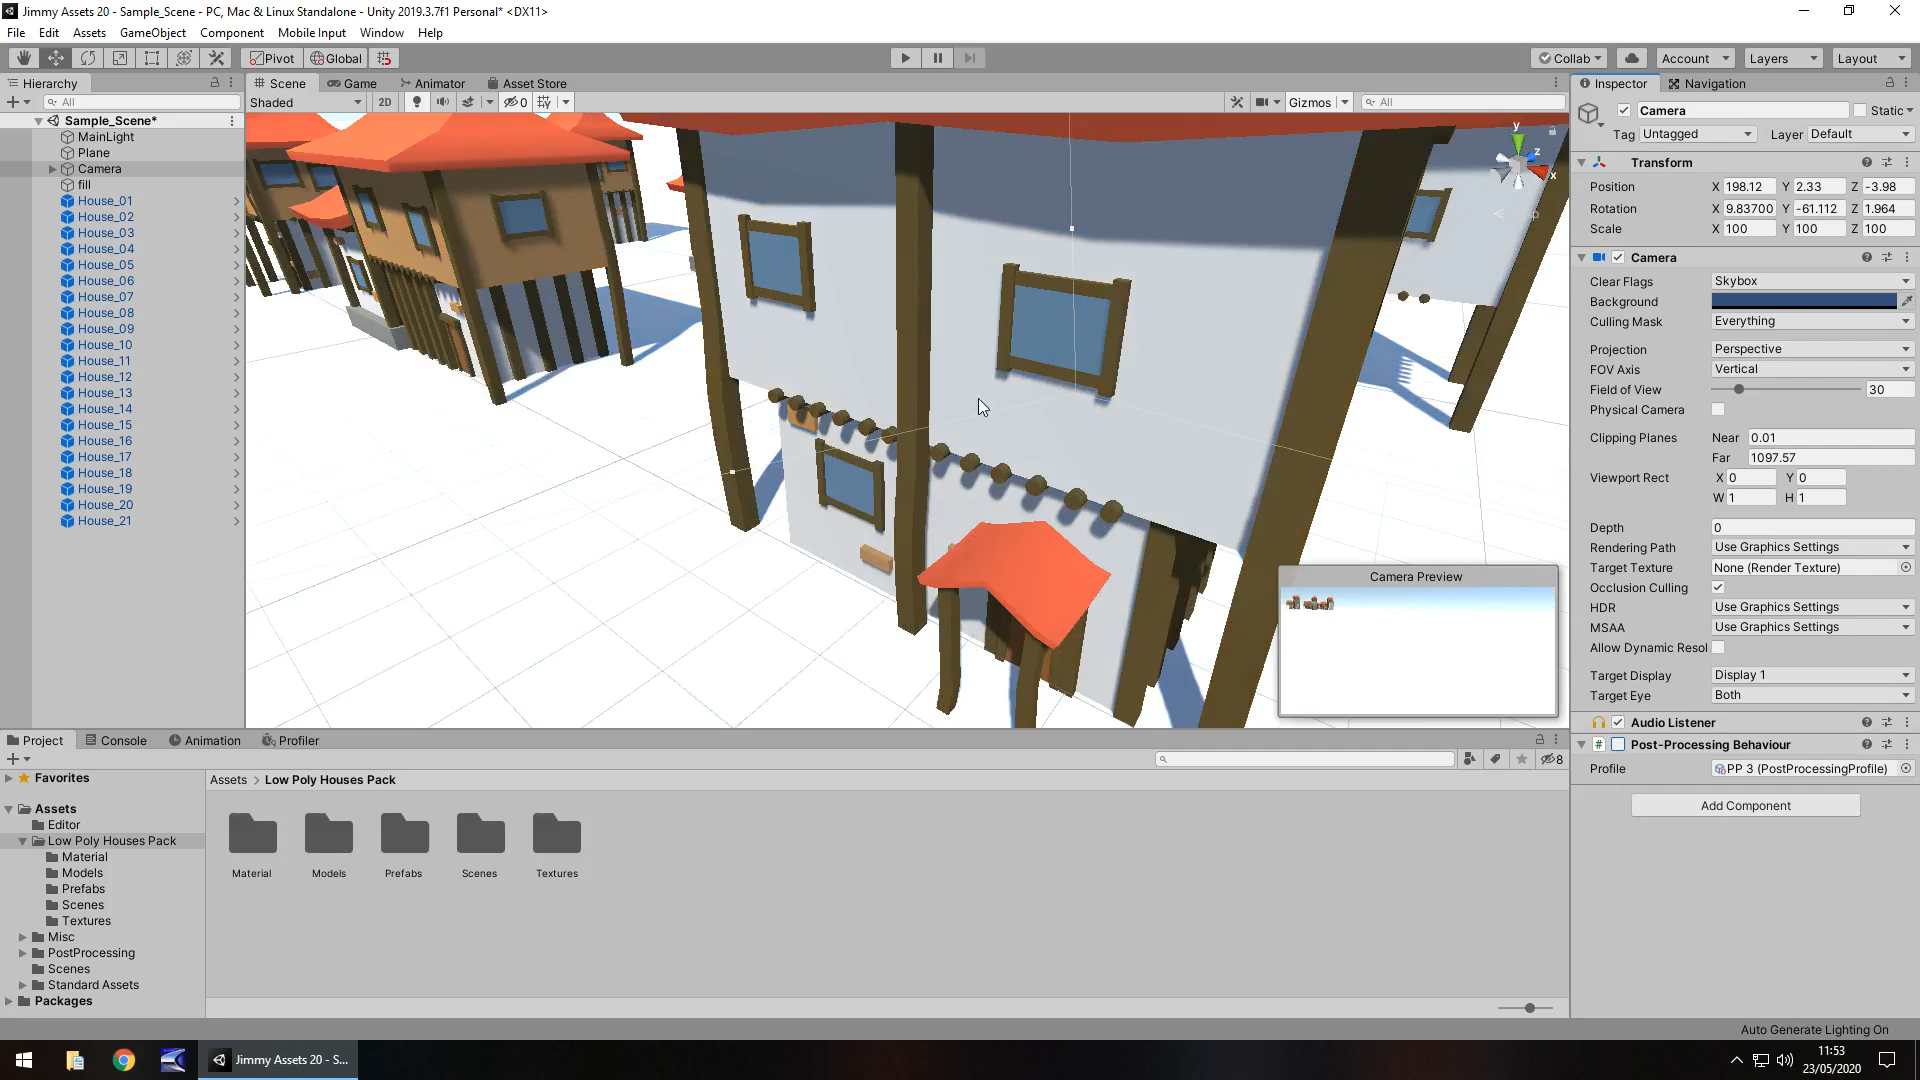 Jimmy Assets 20 - Sample_Scene - PC, Mac & Linux Standalone - Unity 2019.3.7f1 Personal* <DX11>
File Edit Assets GameObject Component Mobile Input Window Help
Pivot Global Collab Account Layers Layout
Hierarchy
All
Sample_Scene*
MainLight
Plane
Camera
fill
House_01
House_02
House_03
House_04
House_05
House_06
House_07
House_08
House_09
House_10
House_11
House_12
House_13
House_14
House_15
House_16
House_17
House_18
House_19
House_20
House_21
Scene Game Animator Asset Store
Shaded 2D 0 Gizmos All
y
z
x
Camera Preview
Inspector Navigation
Camera Static
Tag Untagged Layer Default
Transform
Position X 198.12 Y 2.33 Z -3.98
Rotation X 9.83700 Y -61.112 Z 1.964
Scale X 100 Y 100 Z 100
Camera
Clear Flags Skybox
Background
Culling Mask Everything
Projection Perspective
FOV Axis Vertical
Field of View 30
Physical Camera
Clipping Planes Near 0.01
Far 1097.57
Viewport Rect X 0 Y 0
W 1 H 1
Depth 0
Rendering Path Use Graphics Settings
Target Texture None (Render Texture)
Occlusion Culling
HDR Use Graphics Settings
MSAA Use Graphics Settings
Allow Dynamic Resol
Target Display Display 1
Target Eye Both
Audio Listener
# Post-Processing Behaviour
Profile PP 3 (PostProcessingProfile)
Add Component
Project Console Animation Profiler
8
Favorites
Assets
Editor
Low Poly Houses Pack
Material
Models
Prefabs
Scenes
Textures
Misc
PostProcessing
Scenes
Standard Assets
Packages
Assets > Low Poly Houses Pack
Material Models Prefabs Scenes Textures
Auto Generate Lighting On
Jimmy Assets 20 - S...
11:53
23/05/2020